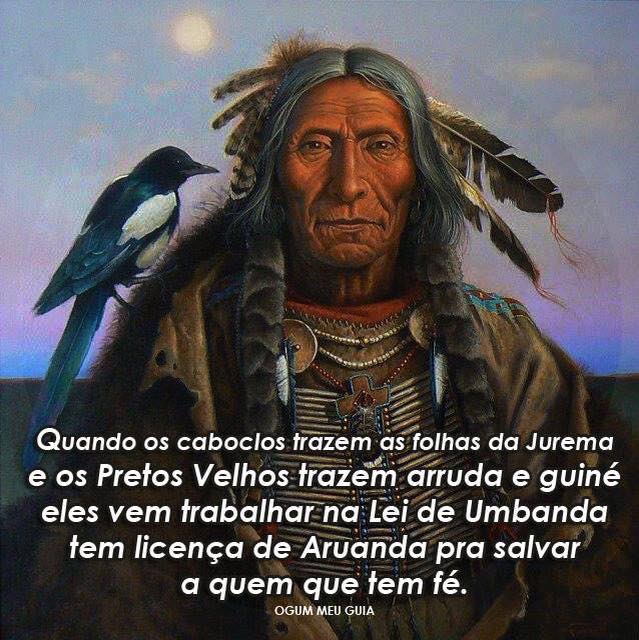 Quando os caboclos trazem as folhas da Jurema
e os Pretos Velhos trazem arruda e guiné
eles vem trabalhar na Lei de Umbanda
tem licença de Aruanda pra salvar
a quem que tem fé.
OGUM MEU GUIA